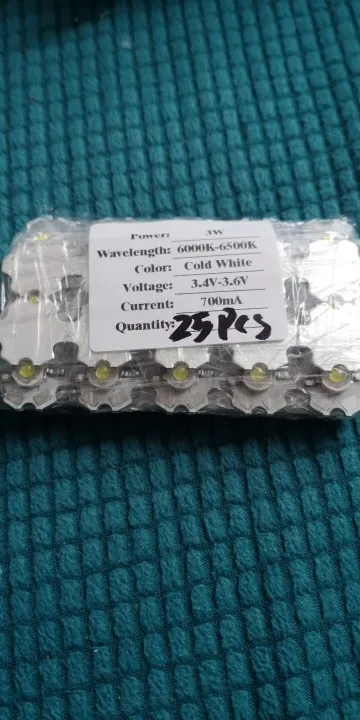 Power: 3W
Wavelength: 6000K-6500K
Color: Cold White
Voltage: 3.4V-3.6V
Current: 700mA
Quantity: 25Pcs